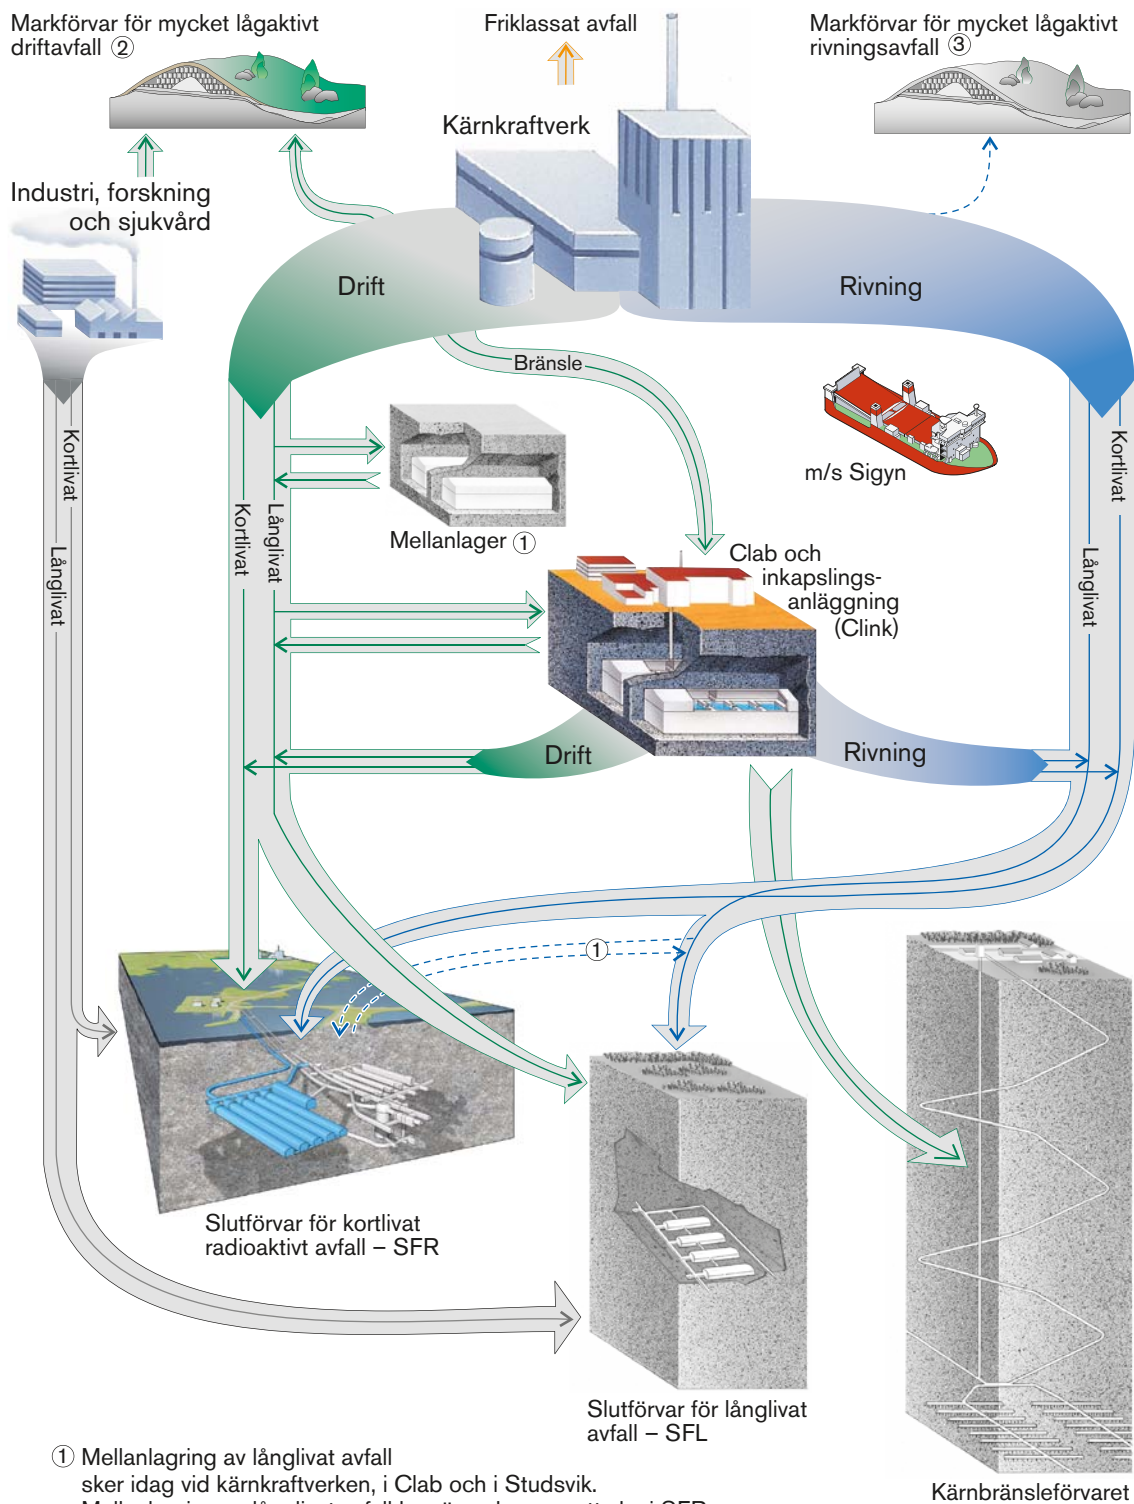 Markförvar för mycket lågaktivt
driftavfall ②
Friklassat avfall
Markförvar för mycket lågaktivt
rivningsavfall ③
Kärnkraftverk
Industri, forskning
och sjukvård
Drift
Rivning
Bränsle
m/s Sigyn
Kortlivat
Långlivat
Kortlivat
Långlivat
Kortlivat
Långlivat
Mellanlager ①
Clab och
inkapslings-
anläggning
(Clink)
Drift
Rivning
①
Slutförvar för kortlivat
radioaktivt avfall – SFR
Slutförvar för långlivat
avfall – SFL
Kärnbränsleförvaret
① Mellanlagring av långlivat avfall
sker idag vid kärnkraftverken, i Clab och i Studsvik.